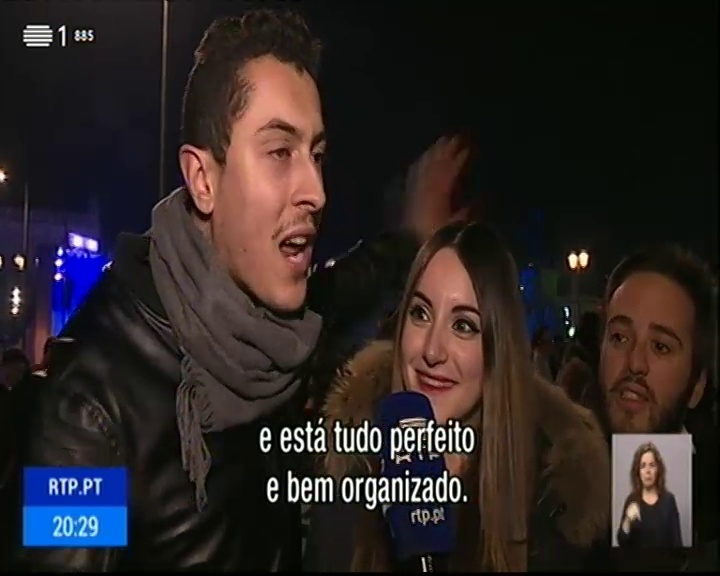 1 885
e está tudo perfeito
e bem organizado.
RTP.PT
20:29
rtp.pt